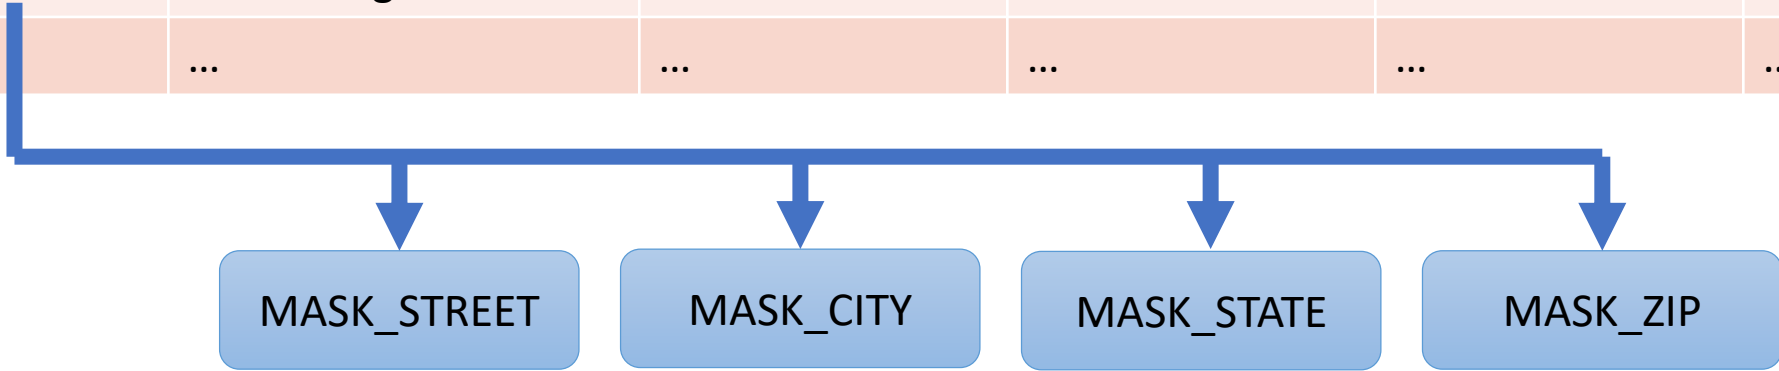 ... ... ... ...
MASK_STREET MASK_CITY MASK_STATE MASK_ZIP